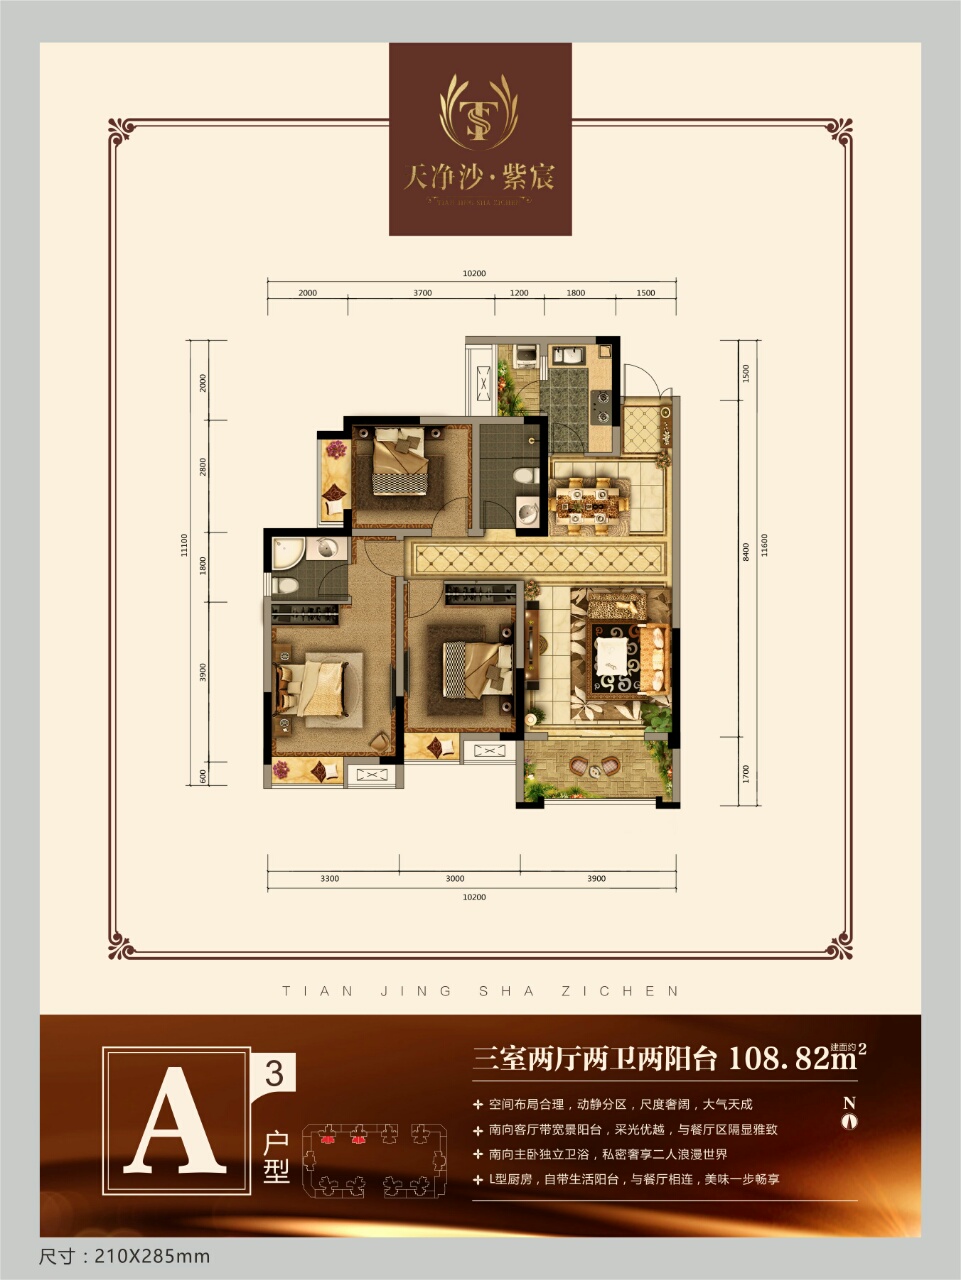 TS
天净沙·紫宸
10200
2000 3700 1200 1800 1500
2000
2800
1800
3900
600
11100
1500
8400
1700
11600
3300 3000 3900
10200
TIAN JING SHA ZICHEN
A
3
户型
三室两厅两卫两阳台 108.82m²
建面约
空间布局合理，动静分区，尺度奢阔，大气天成
南向客厅带宽景阳台，采光优越，与餐厅区隔显雅致
南向主卧独立卫浴，私密奢享二人浪漫世界
L型厨房，自带生活阳台，与餐厅相连，美味一步畅享
N
尺寸：210X285mm